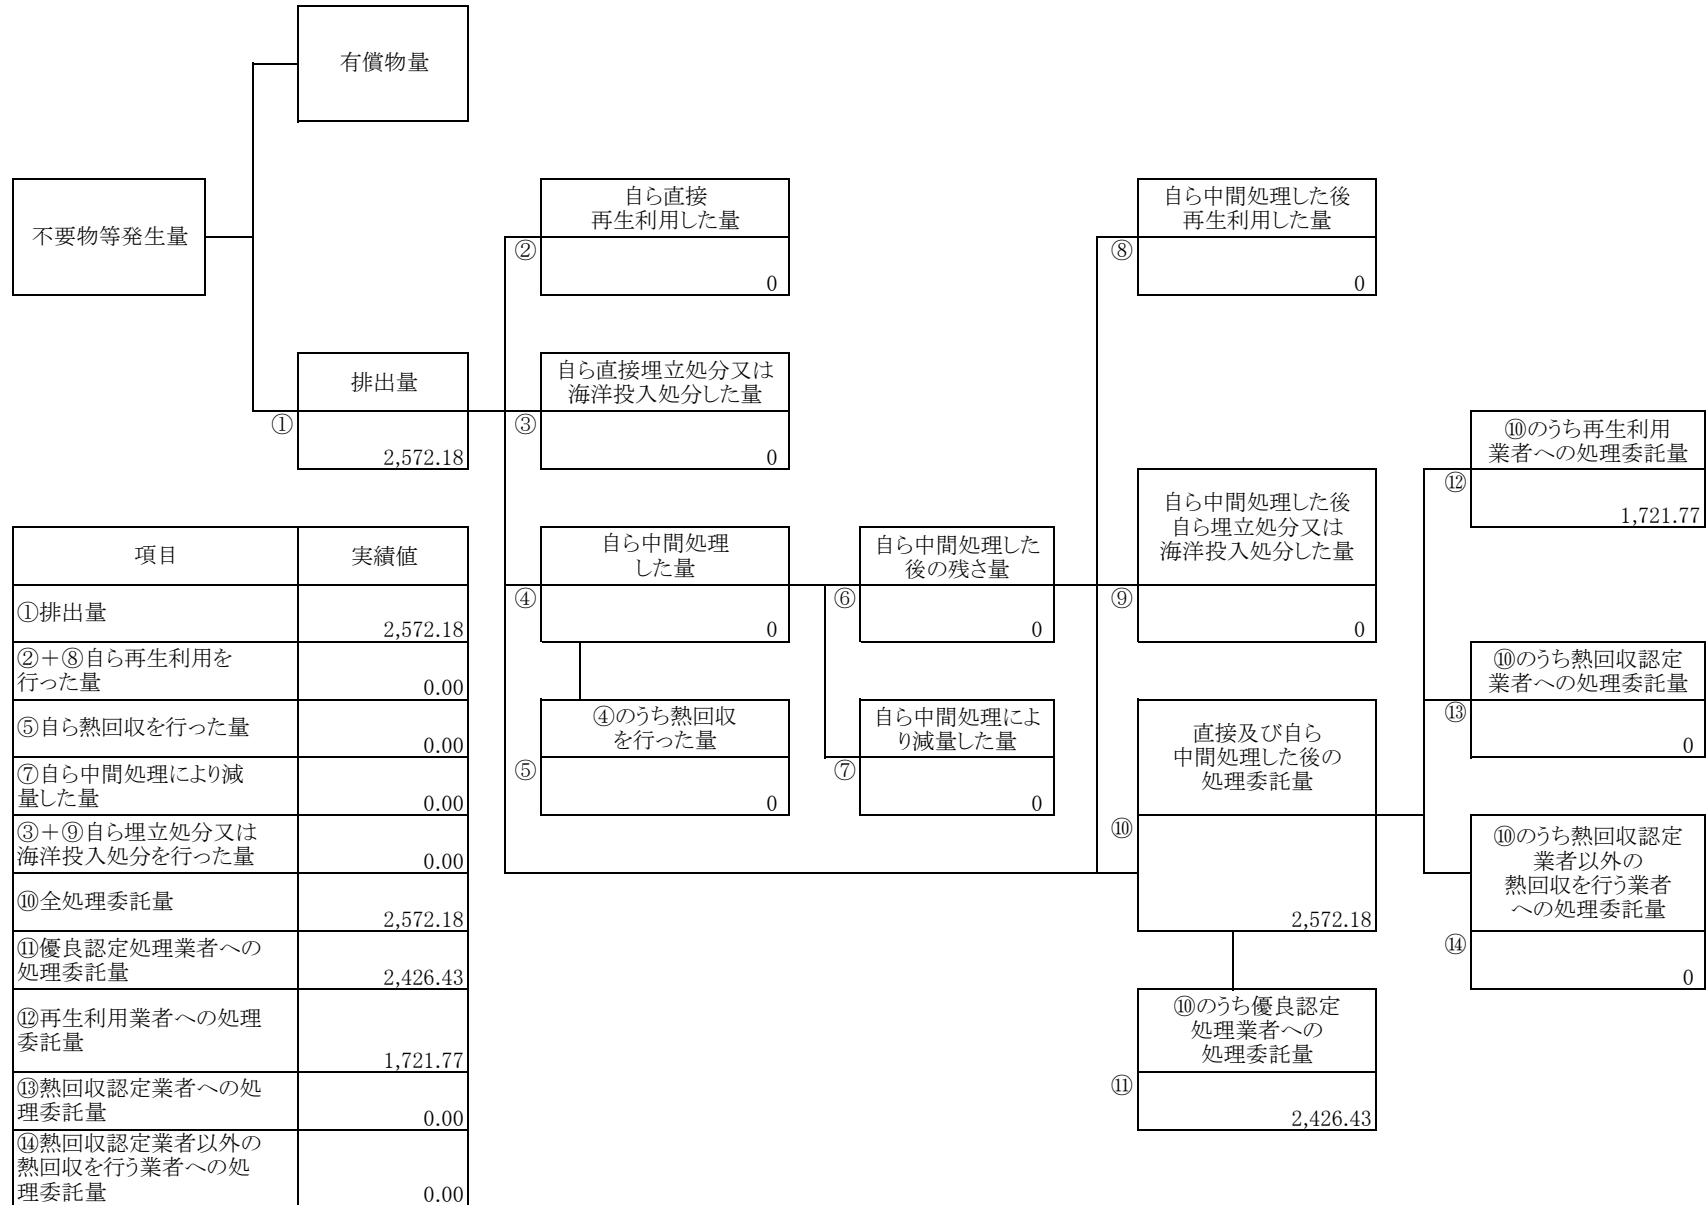 有償物量
不要物等発生量
自ら直接
再生利用した量
②
0
自ら中間処理した後
再生利用した量
⑧
0
排出量
①
2,572.18
自ら直接埋立処分又は
海洋投入処分した量
③
0
⑩のうち再生利用
業者への処理委託量
⑫
1,721.77
自ら中間処理
した量
④
0
自ら中間処理した
後の残さ量
⑥
0
自ら中間処理した後
自ら埋立処分又は
海洋投入処分した量
⑨
0
⑩のうち熱回収認定
業者への処理委託量
⑬
0
④のうち熱回収
を行った量
⑤
0
自ら中間処理によ
り減量した量
⑦
0
直接及び自ら
中間処理した後の
処理委託量
⑩
2,572.18
⑩のうち熱回収認定
業者以外の
熱回収を行う業者
への処理委託量
⑭
0
⑩のうち優良認定
処理業者への
処理委託量
⑪
2,426.43
項目
実績値
①排出量
2,572.18
②＋⑧自ら再生利用を
行った量
0.00
⑤自ら熱回収を行った量
0.00
⑦自ら中間処理により減
量した量
0.00
③＋⑨自ら埋立処分又は
海洋投入処分を行った量
0.00
⑩全処理委託量
2,572.18
⑪優良認定処理業者への
処理委託量
2,426.43
⑫再生利用業者への処理
委託量
1,721.77
⑬熱回収認定業者への処
理委託量
0.00
⑭熱回収認定業者以外の
熱回収を行う業者への処
理委託量
0.00